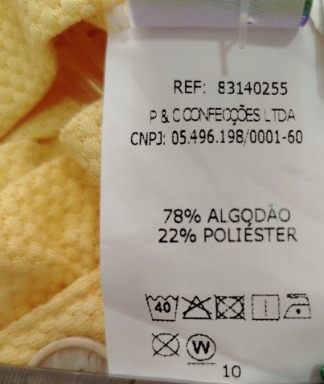 REF: 83140255
P & C CONFECÇÕES LTDA
CNPJ: 05.496.198/0001-60
78% ALGODÃO
22% POLIÉSTER
40
W
10